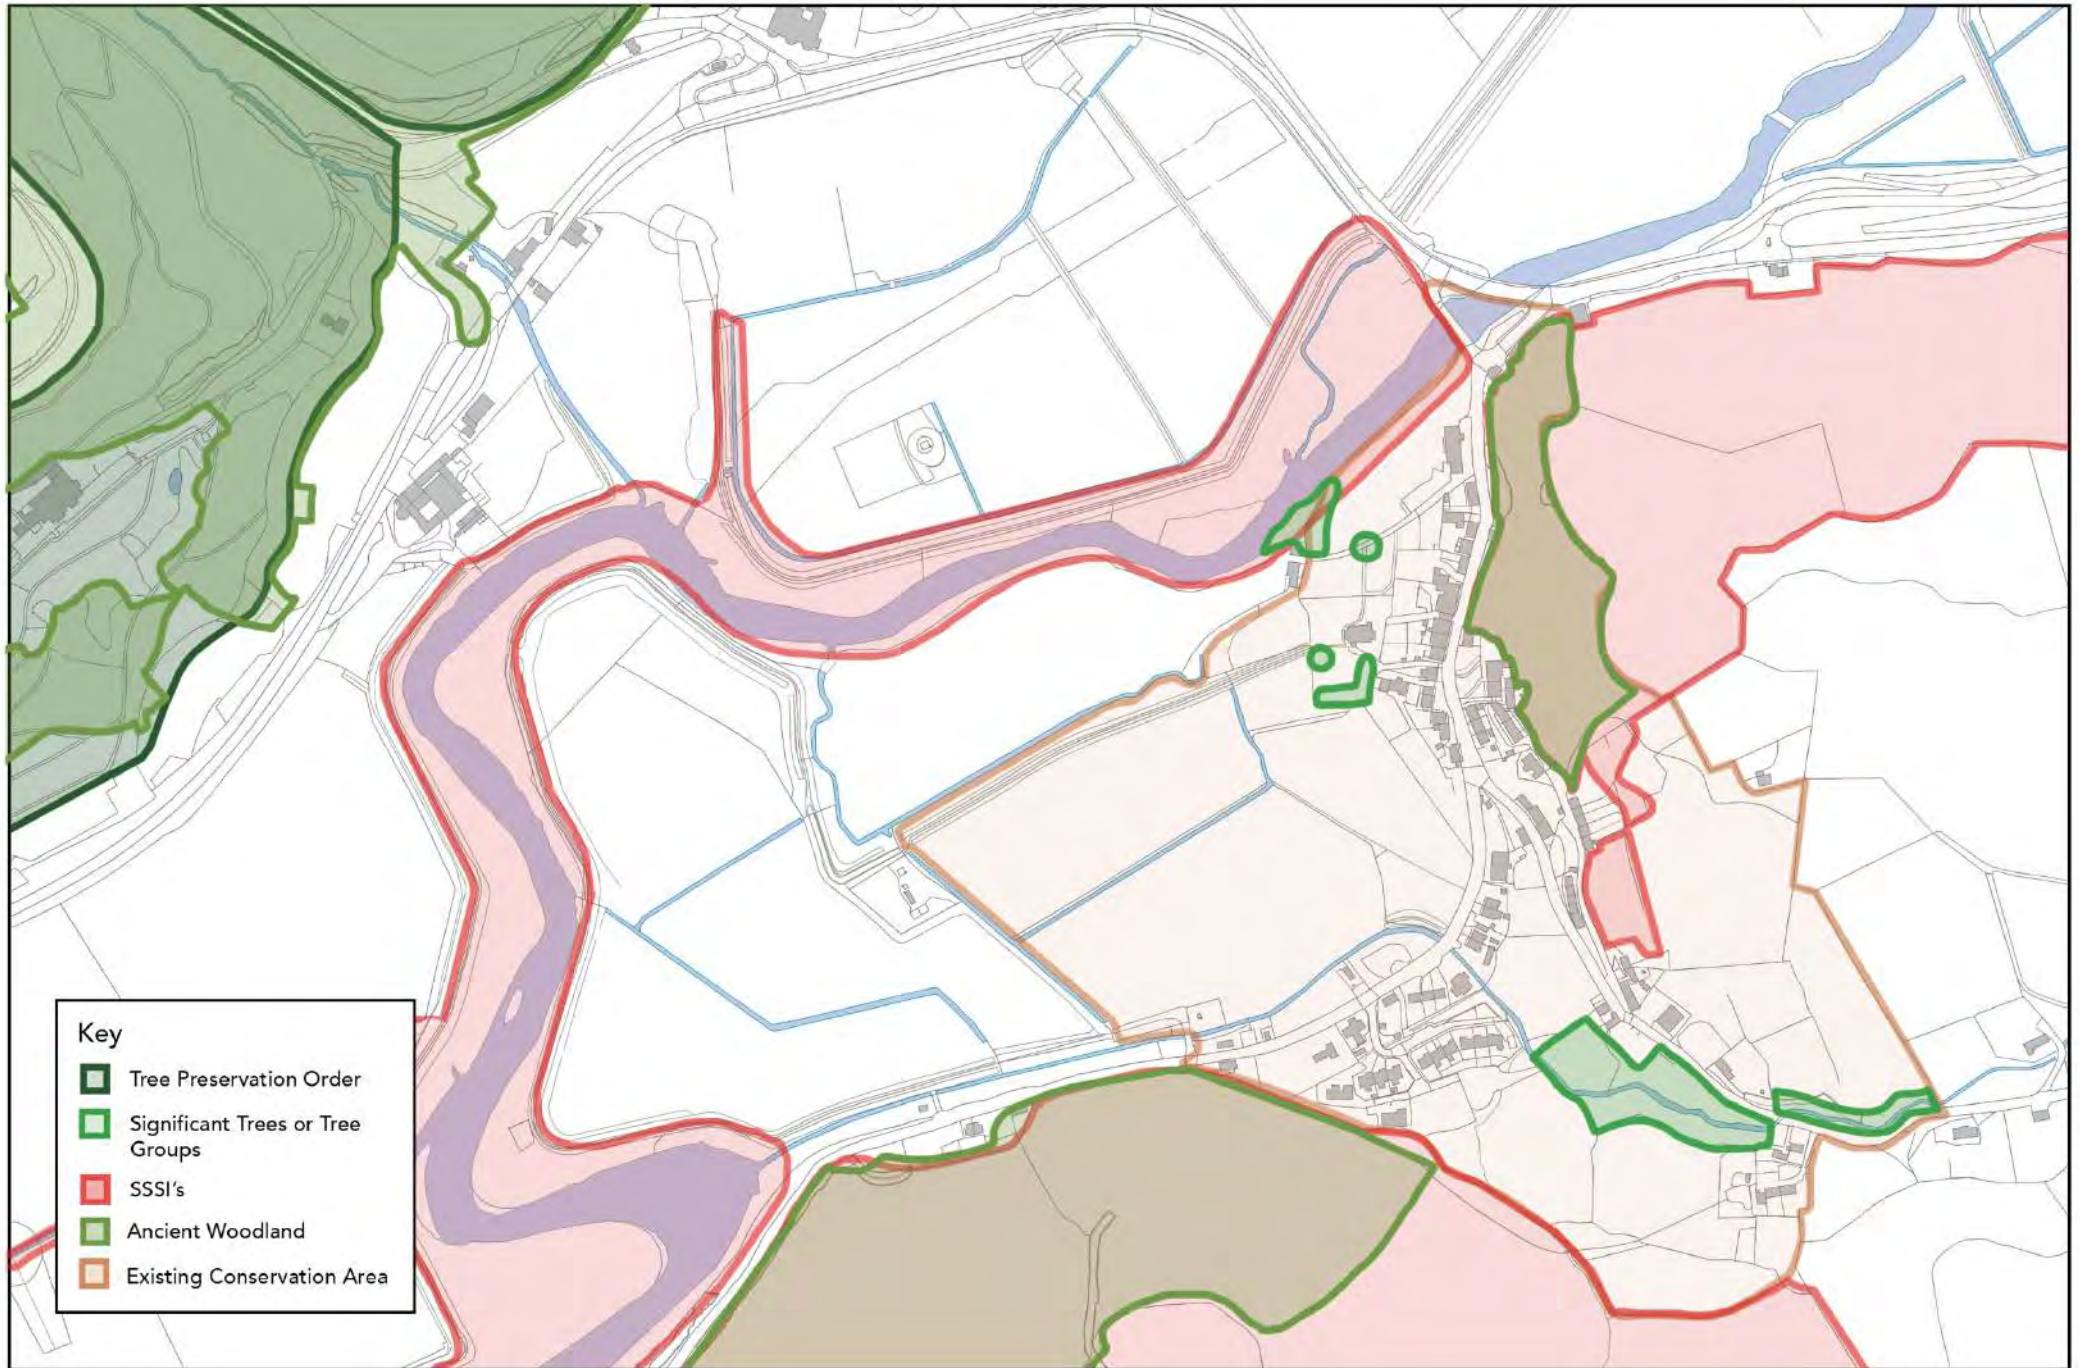 Key
Tree Preservation Order
Significant Trees or Tree
Groups
SSSI's
Ancient Woodland
Existing Conservation Area